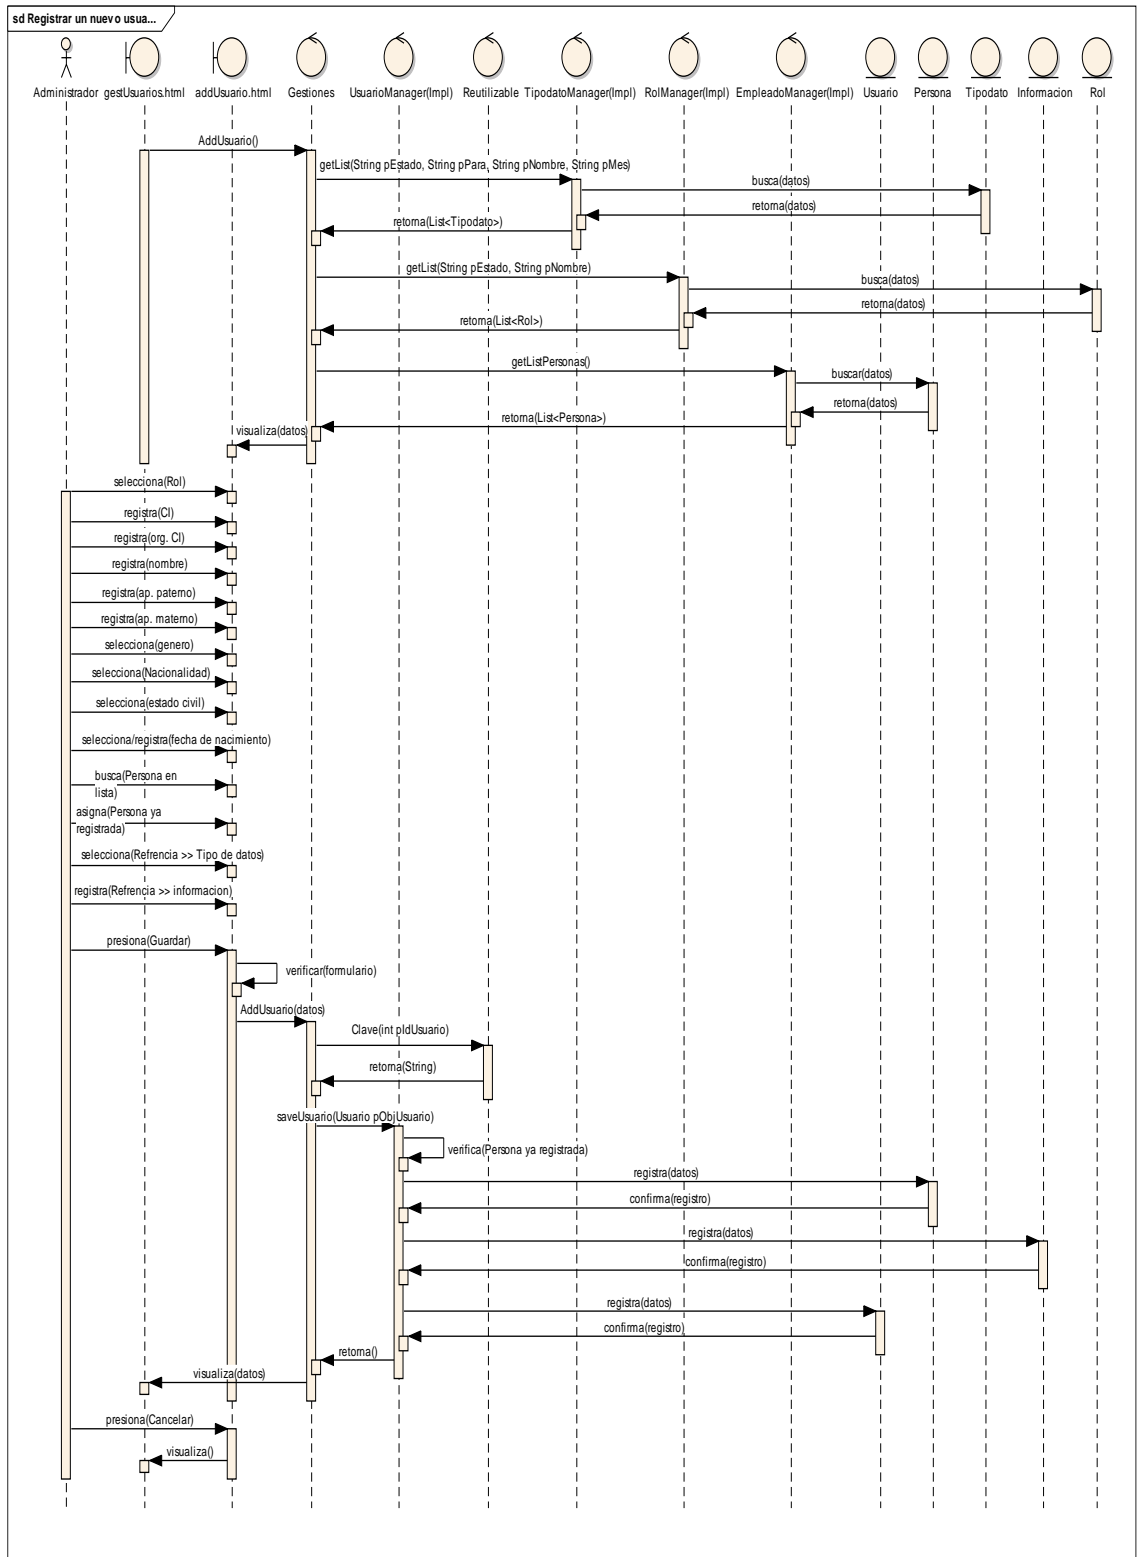 sd Registrar un nuevo usua...
Administrador
gestUsuarios.html
addUsuario.html
Gestiones
UsuarioManager(Impl)
Reutilizable
TipodatoManager(Impl)
RolManager(Impl)
EmpleadoManager(Impl)
Usuario
Persona
Tipodato
Informacion
Rol
AddUsuario()
getList(String pEstado, String pPara, String pNombre, String pMes)
busca(datos)
retorna(datos)
retorna(List<Tipodato>)
getList(String pEstado, String pNombre)
busca(datos)
retorna(datos)
retorna(List<Rol>)
getListPersonas()
buscar(datos)
retorna(datos)
retorna(List<Persona>)
visualiza(datos)
selecciona(Rol)
registra(CI)
registra(org. CI)
registra(nombre)
registra(ap. paterno)
registra(ap. materno)
selecciona(genero)
selecciona(Nacionalidad)
selecciona(estado civil)
selecciona/registra(fecha de nacimiento)
busca(Persona en
lista)
asigna(Persona ya
registrada)
selecciona(Refrencia >> Tipo de datos)
registra(Refrencia >> informacion)
presiona(Guardar)
verificar(formulario)
AddUsuario(datos)
Clave(int pIdUsuario)
retorna(String)
saveUsuario(Usuario pObjUsuario)
verifica(Persona ya registrada)
registra(datos)
confirma(registro)
registra(datos)
confirma(registro)
registra(datos)
confirma(registro)
retorna()
visualiza(datos)
presiona(Cancelar)
visualiza()